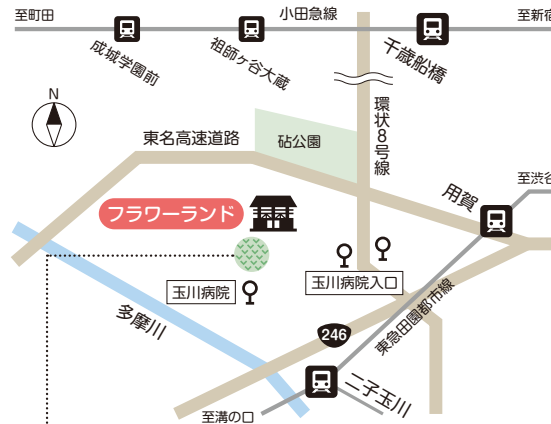 至町田
小田急線
至新宿
成城学園前
祖師ヶ谷大蔵
千歳船橋
N
環状8号線
東名高速道路
砧公園
至渋谷
用賀
フラワーランド
玉川病院
玉川病院入口
多摩川
246
東急田園都市線
二子玉川
至溝の口